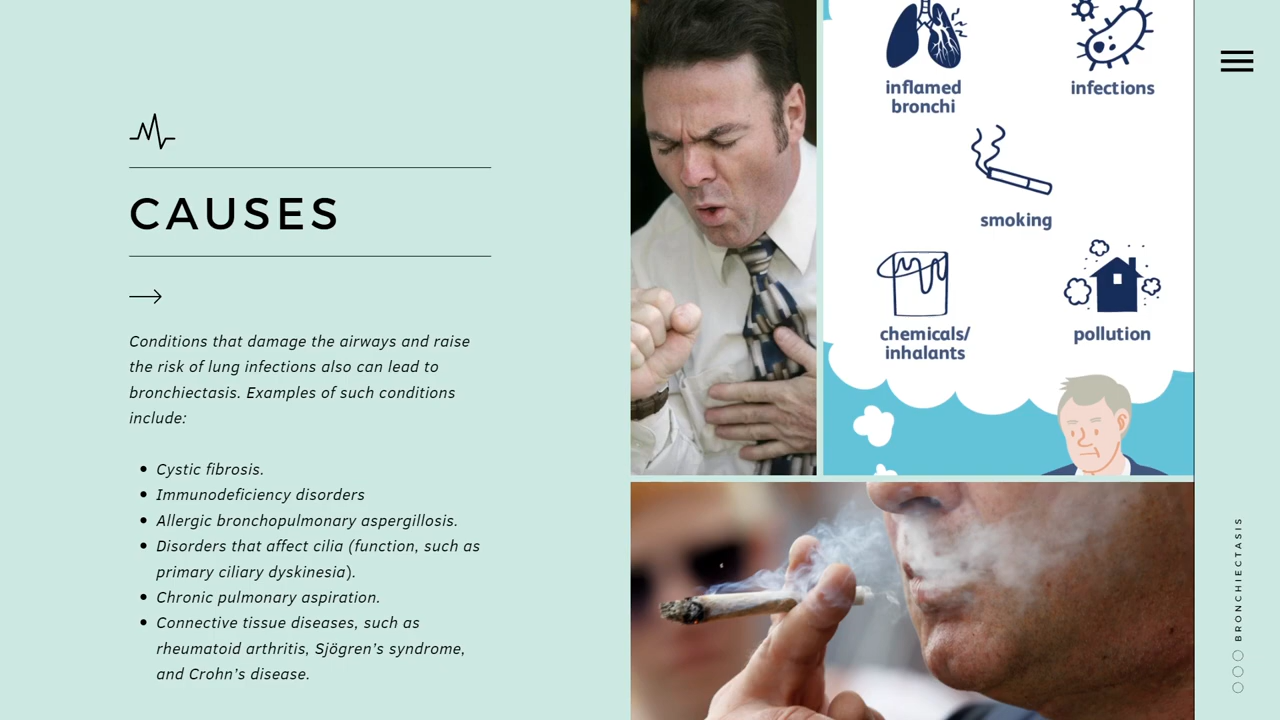 CAUSES
Conditions that damage the airways and raise
the risk of lung infections also can lead to
bronchiectasis. Examples of such conditions
include:
• Cystic fibrosis.
• Immunodeficiency disorders
• Allergic bronchopulmonary aspergillosis.
• Disorders that affect cilia (function, such as
primary ciliary dyskinesia).
• Chronic pulmonary aspiration.
• Connective tissue diseases, such as
rheumatoid arthritis, Sjögren’s syndrome,
and Crohn’s disease.
inflamed
bronchi
infections
smoking
chemicals/
inhalants
pollution
BRONCHIECTASIS